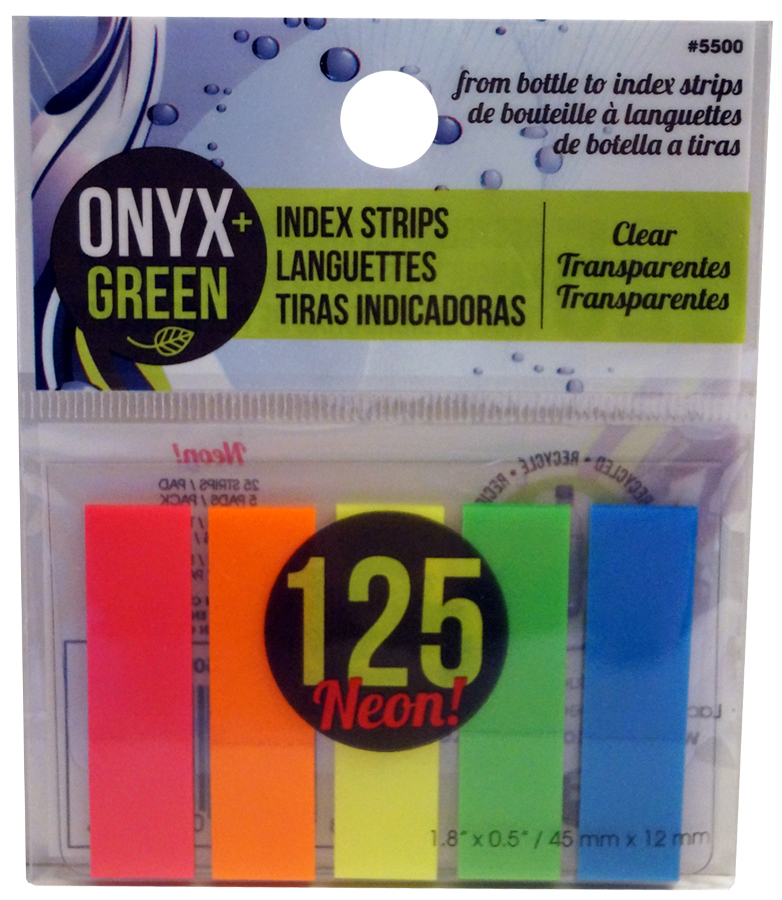 #5500
from bottle to index strips
de bouteille à languettes
de botella a tiras
ONYX+
GREEN
INDEX STRIPS
LANGUETTES
TIRAS INDICADORAS
Clear
Transparentes
Transparentes
Neon!
25 STRIPS / PAD
5 PADS / PACK
RECYCLÉ • RECYCLED
125
Neon!
1.8" x 0.5" / 45 mm x 12 mm